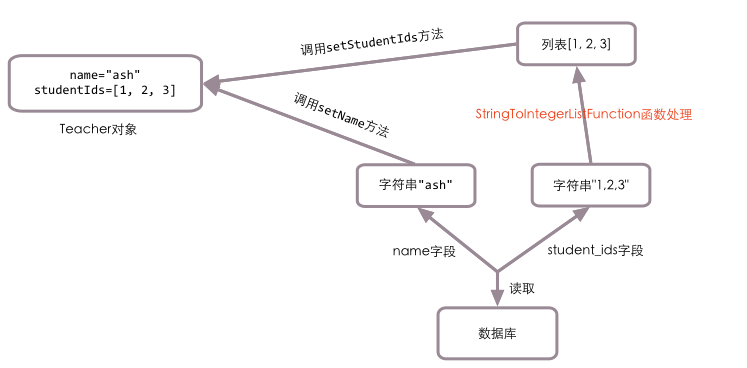 调用setStudentIds方法
列表[1, 2, 3]
name="ash"
studentIds=[1, 2, 3]
Teacher对象
调用setName方法
StringToIntegerListFunction函数处理
字符串"ash"
字符串"1,2,3"
name字段
student_ids字段
读取
数据库